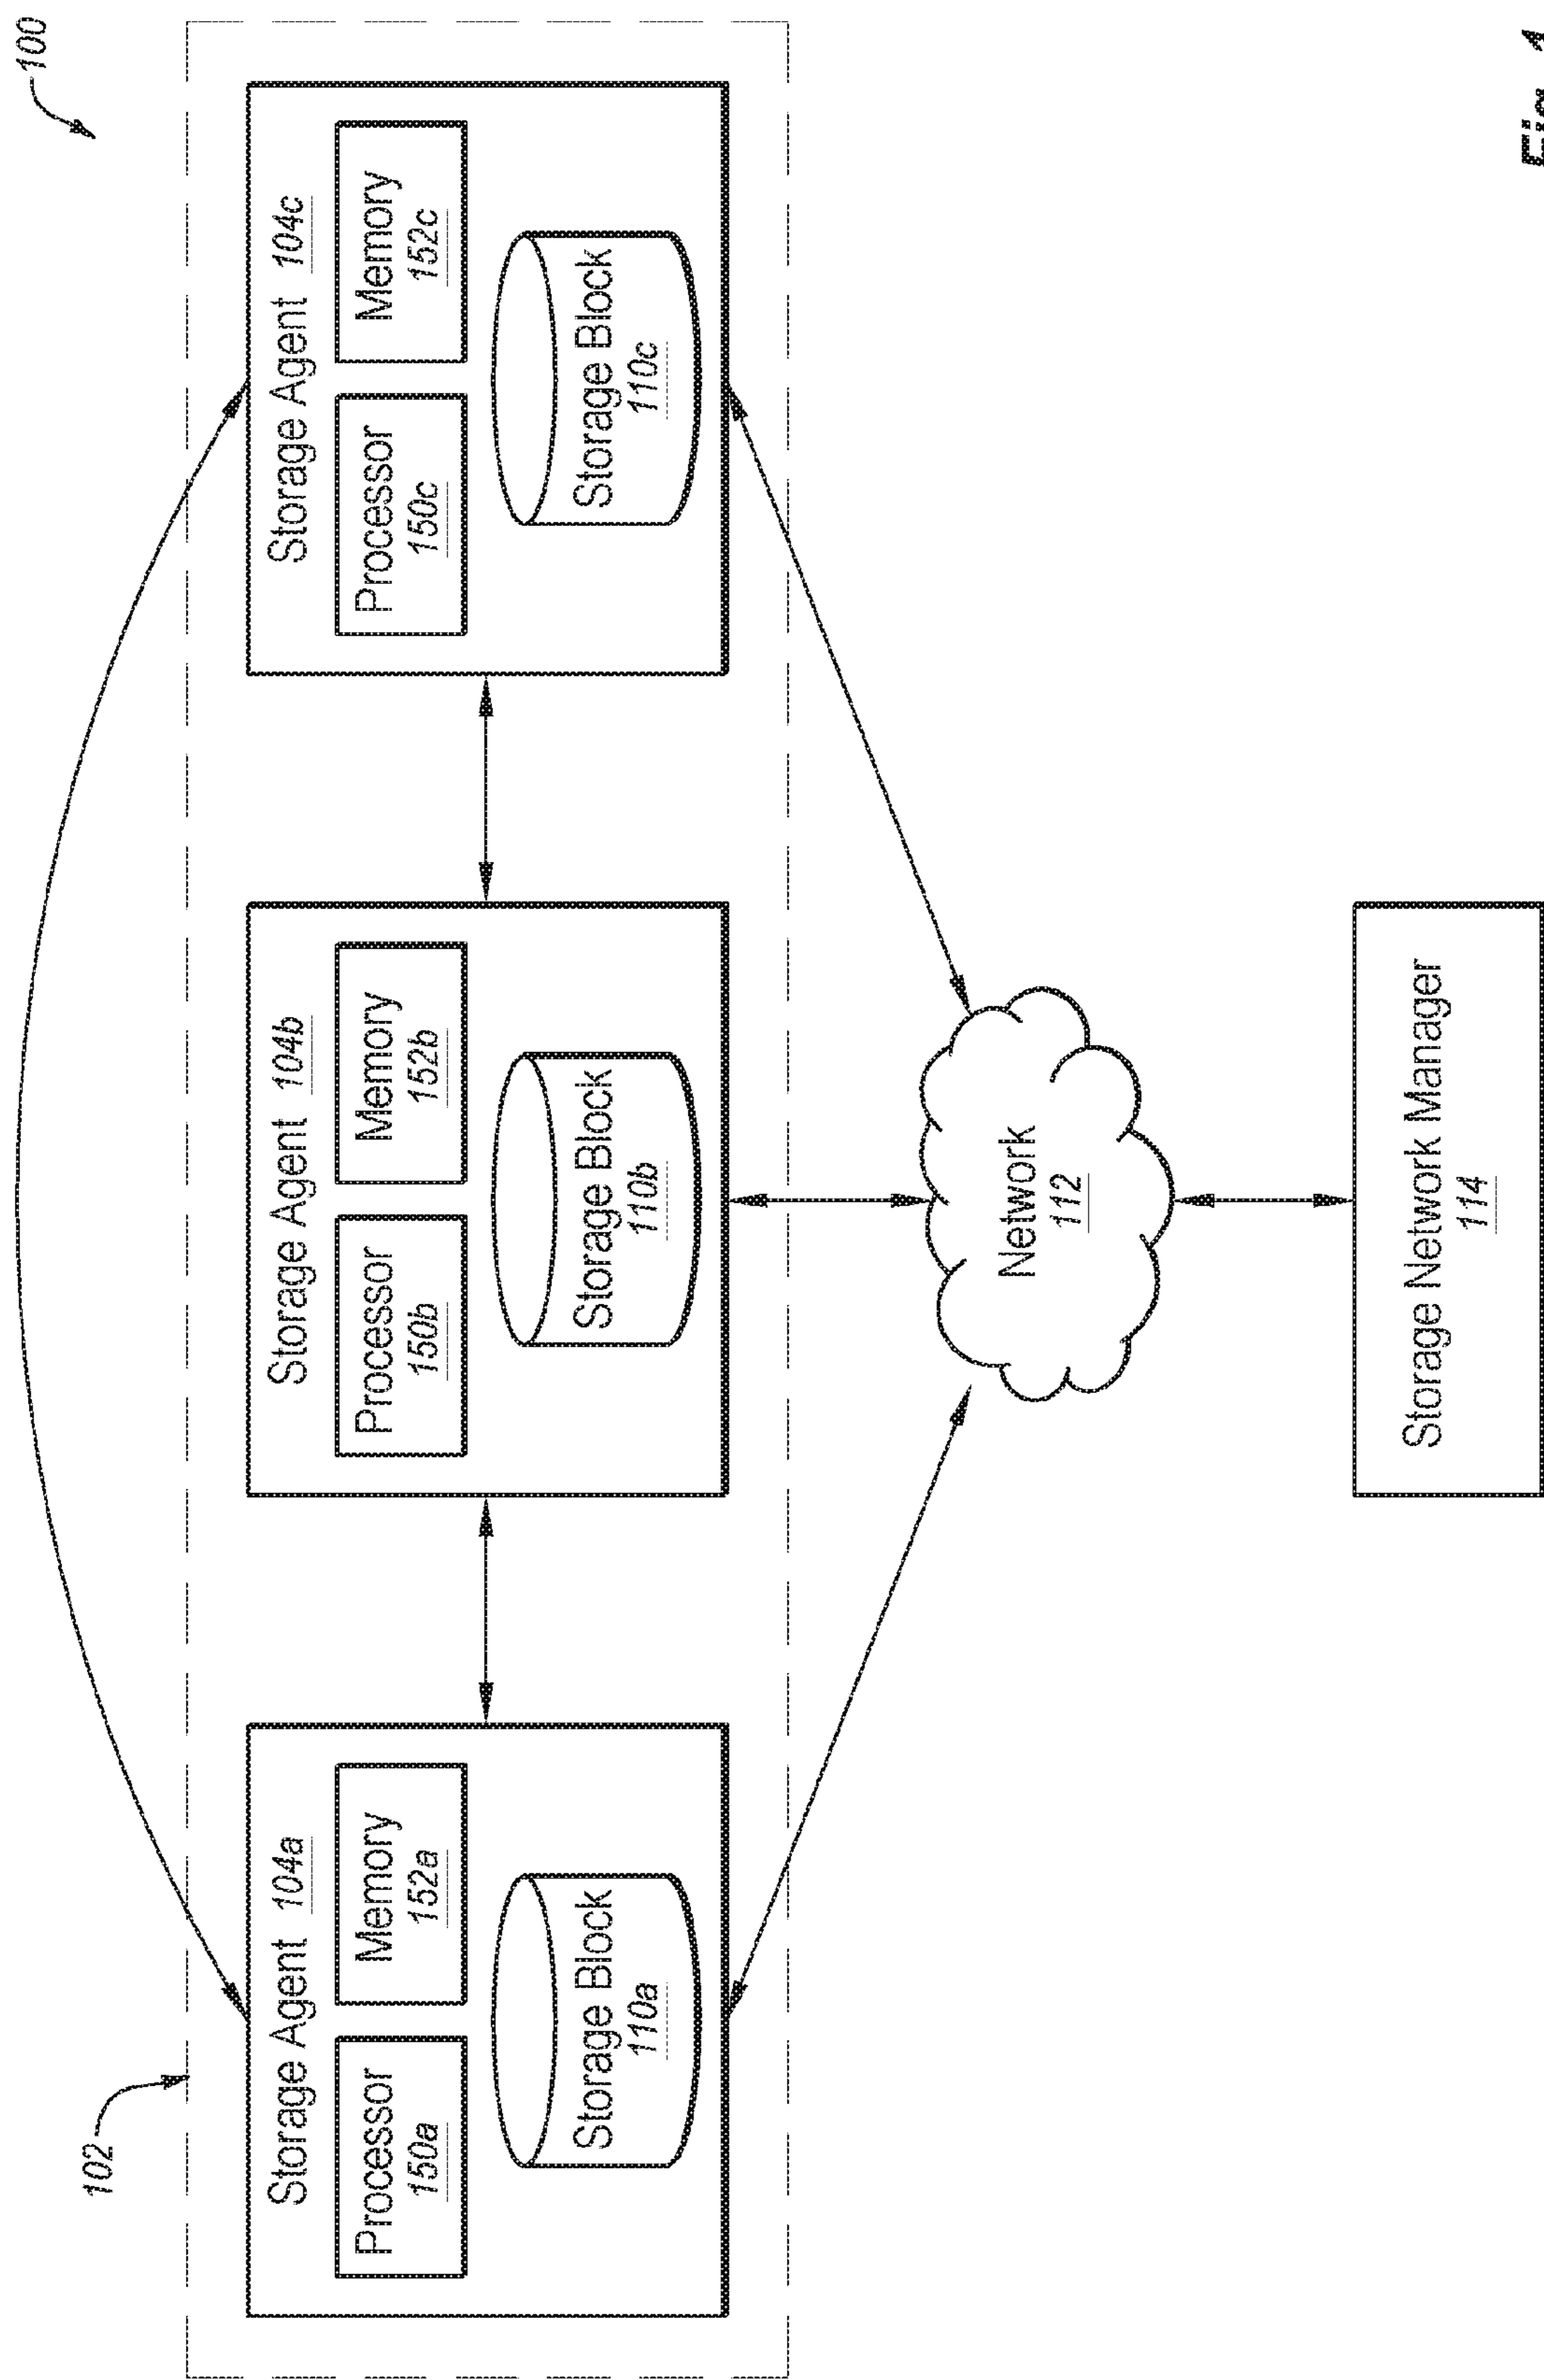 100
102
Storage Agent 104a
Processor
150a
Memory
152a
Storage Block
110a
Storage Agent 104b
Processor
150b
Memory
152b
Storage Block
110b
Storage Agent 104c
Processor
150c
Memory
152c
Storage Block
110c
Network
112
Storage Network Manager
114